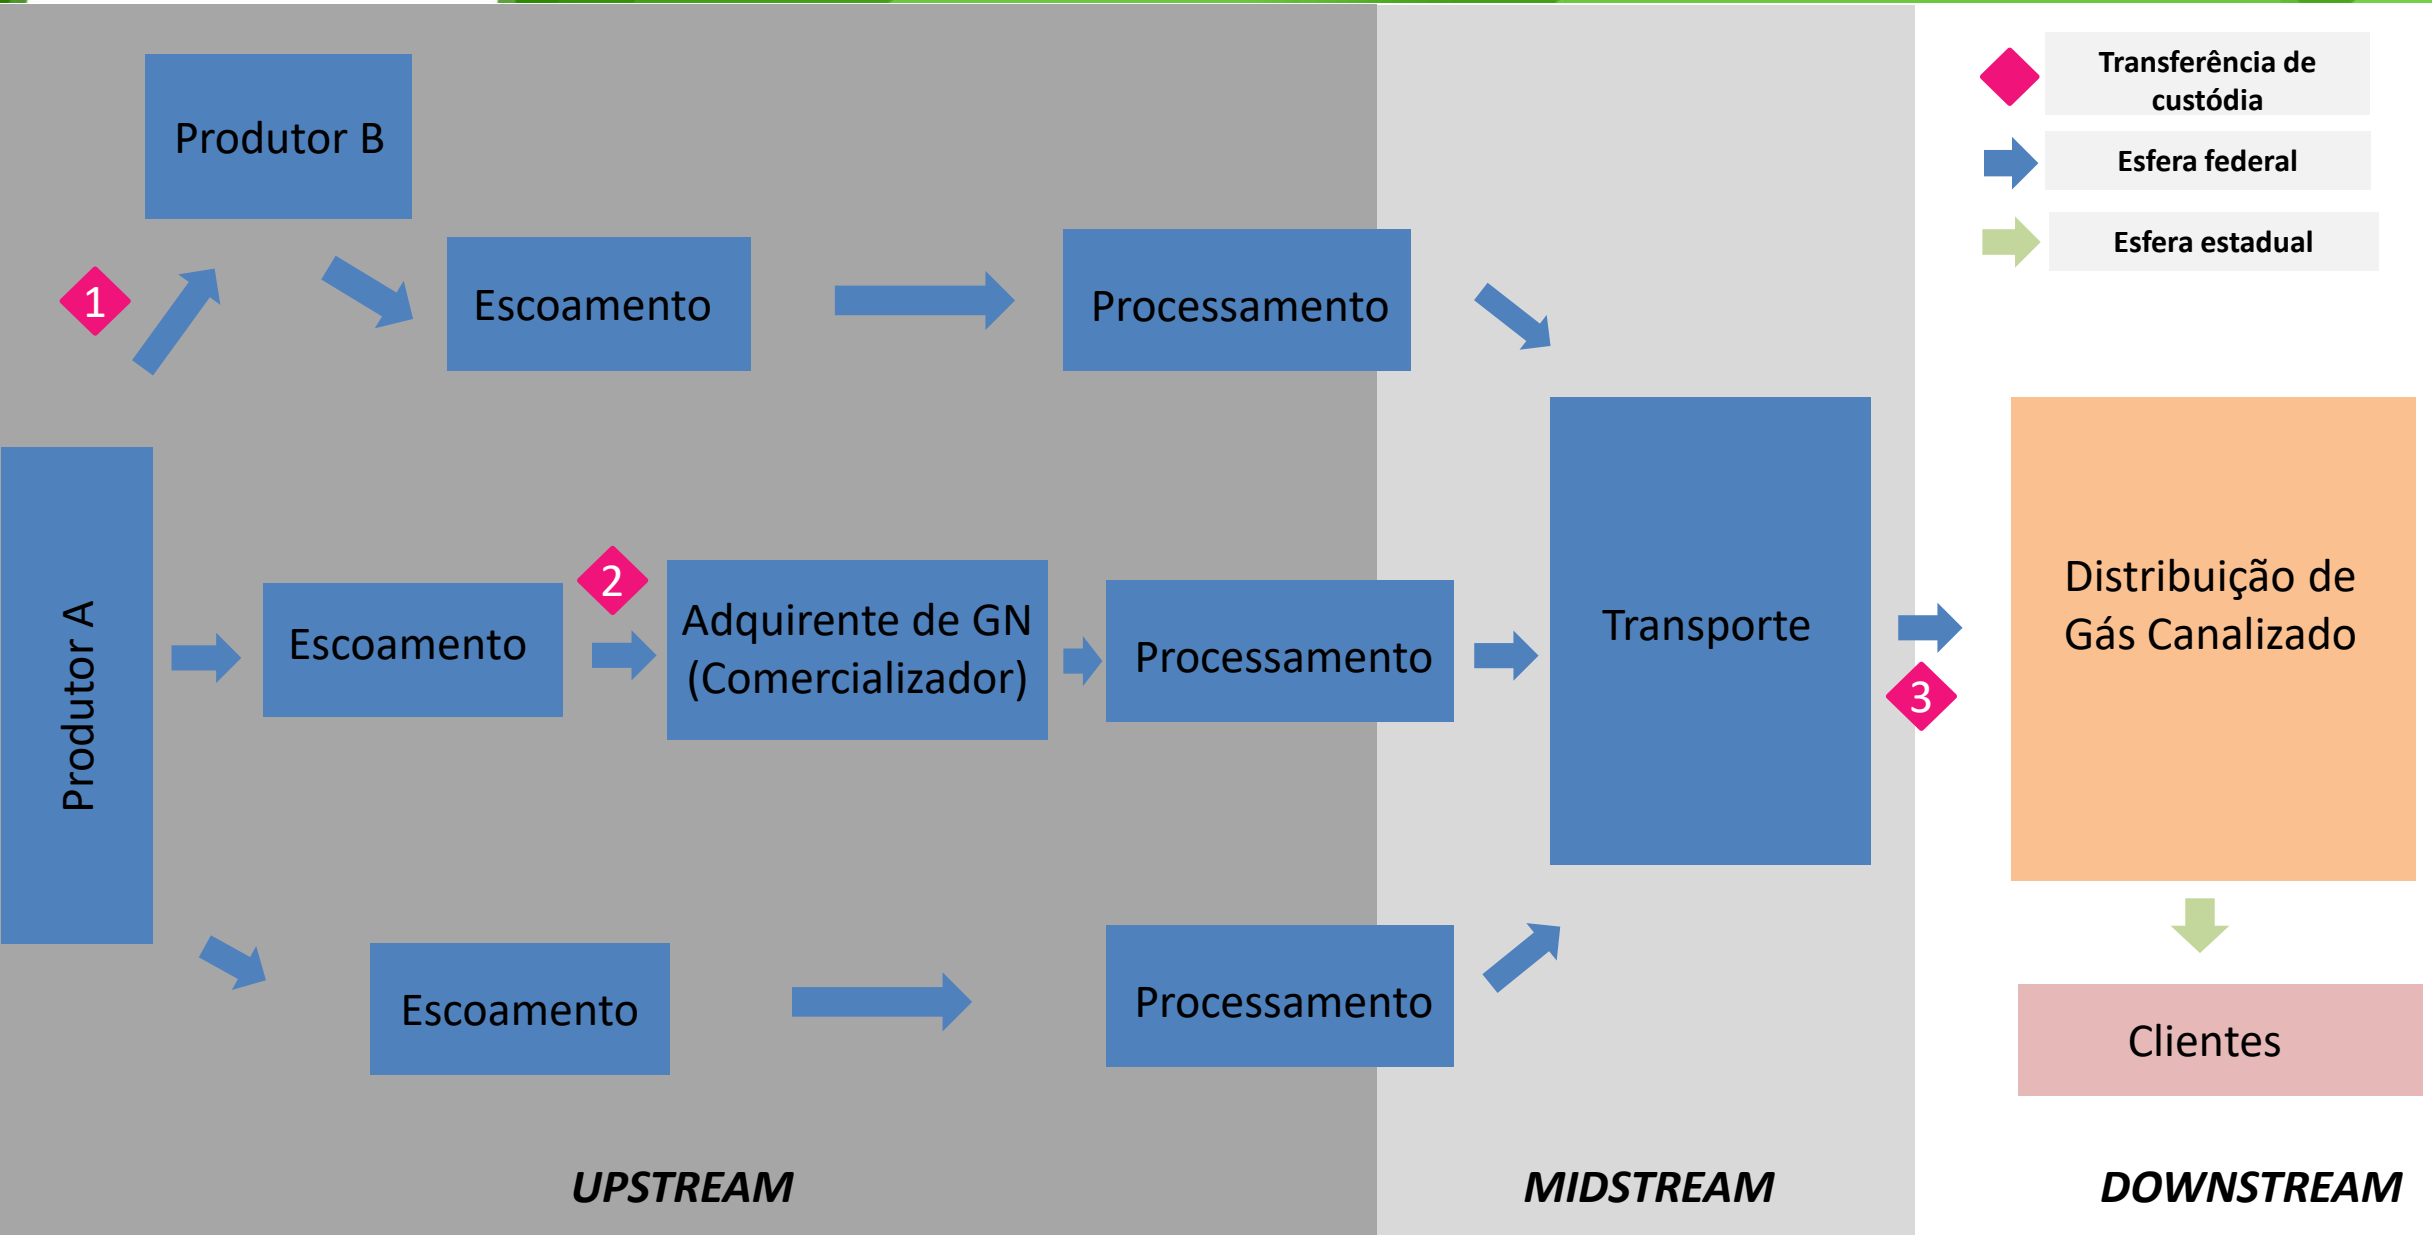 Transferência de
custódia
Esfera federal
Esfera estadual
Produtor B
1
Escoamento
Processamento
Produtor A
Escoamento
2
Adquirente de GN
(Comercializador)
Processamento
Transporte
3
Distribuição de
Gás Canalizado
Escoamento
Processamento
Clientes
UPSTREAM
MIDSTREAM
DOWNSTREAM